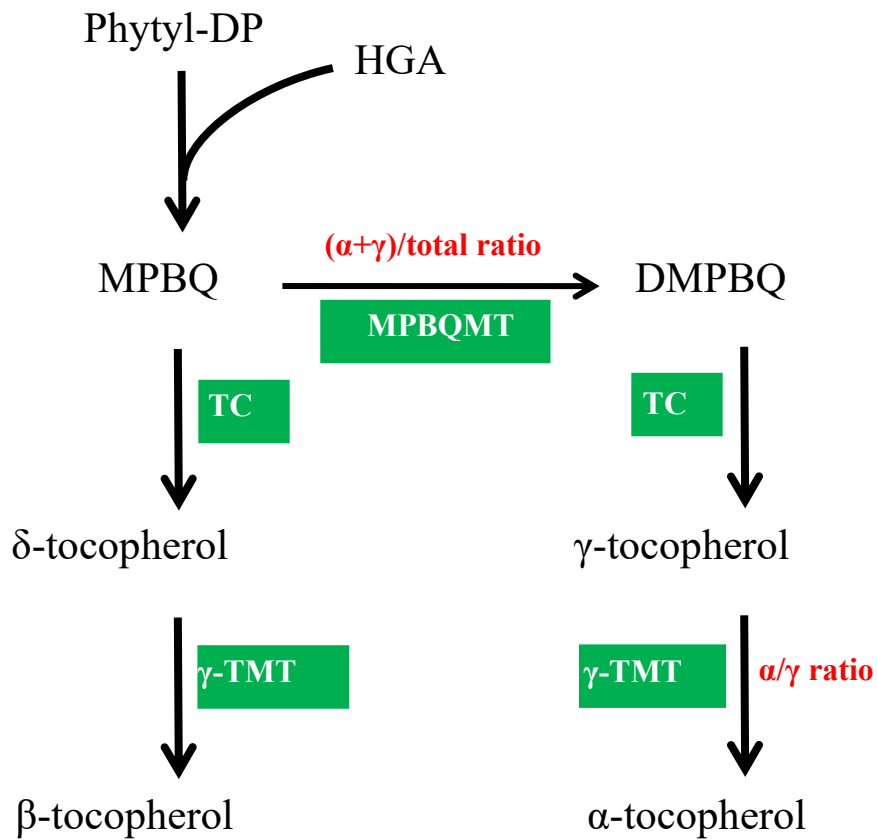 Phytyl-DP
HGA
(α+γ)/total ratio
MPBQ
DMPBQ
MPBQMT
TC
TC
δ-tocopherol
γ-tocopherol
γ-TMT
γ-TMT
α/γ ratio
β-tocopherol
α-tocopherol